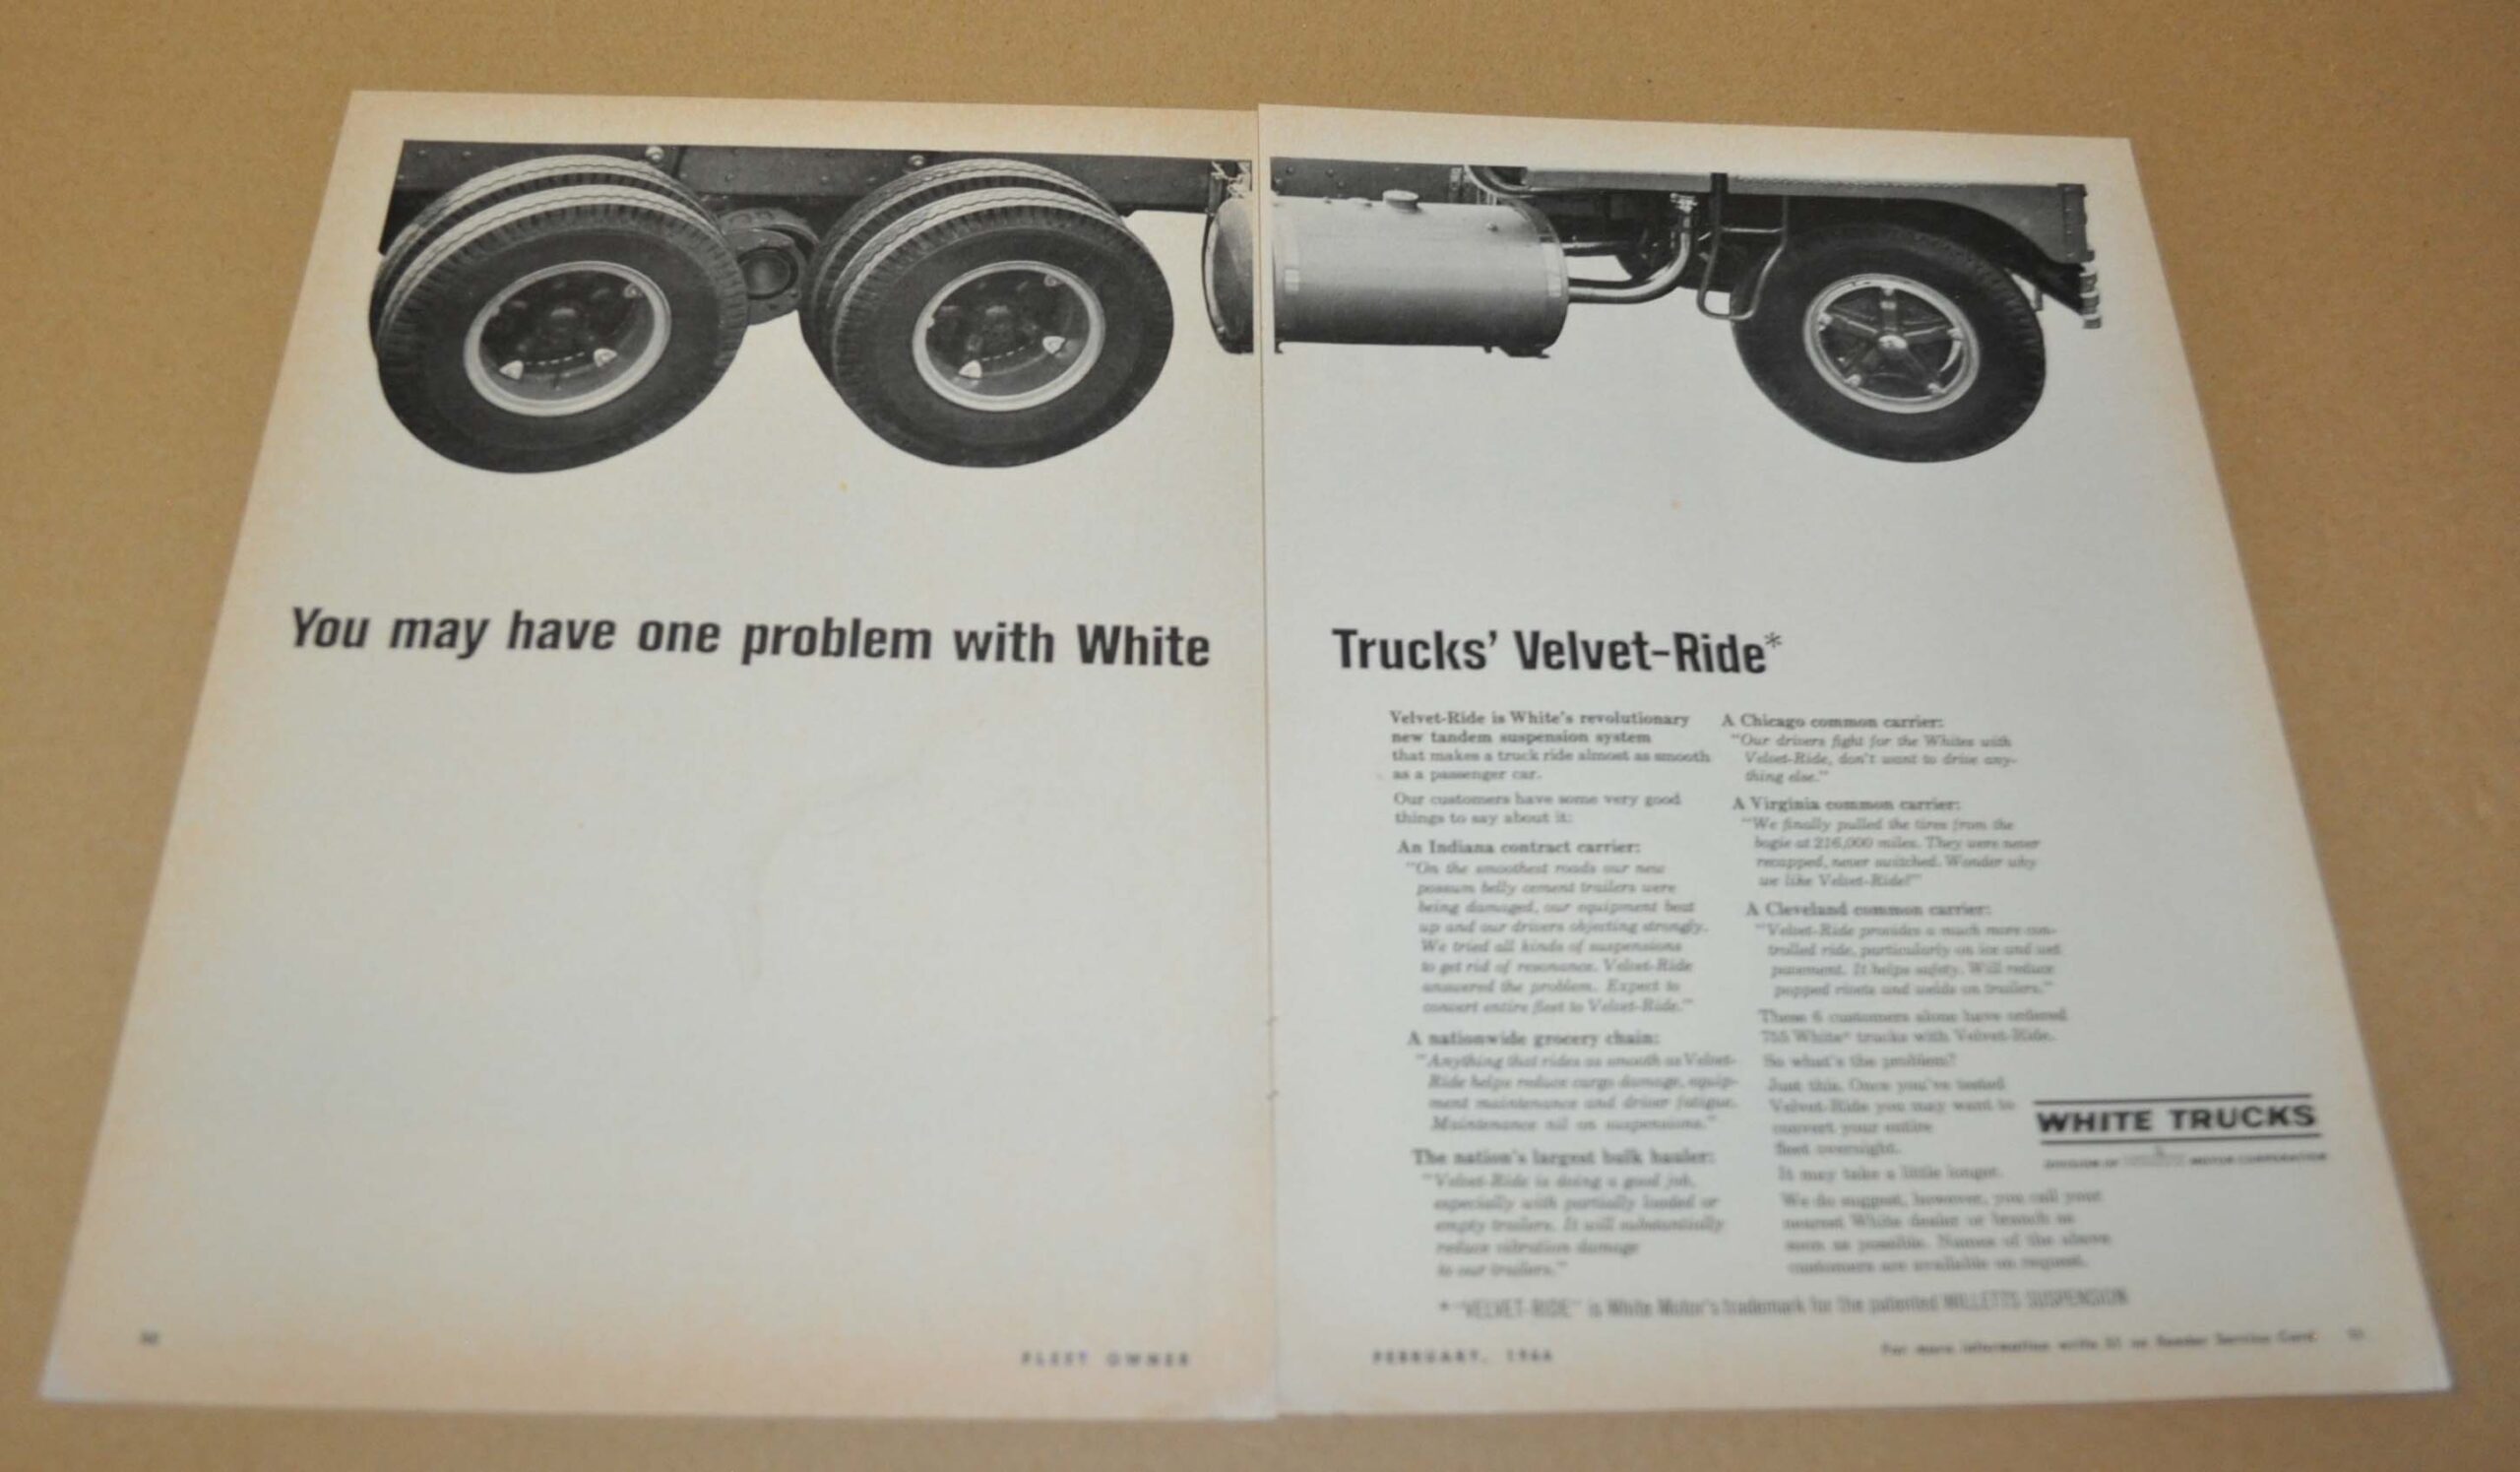 You may have one problem with White
Trucks' Velvet-Ride*
Velvet-Ride is White's revolutionary
new tandem suspension system
that makes a truck ride almost as smooth
as a passenger car.
Our customers have some very good
things to say about it:
An Indiana contract carrier:
"On the smoothest roads our new
possum belly cement trailers were
being damaged, our equipment beat
up and our drivers objecting strongly.
We tried all kinds of suspensions
to get rid of resonance. Velvet-Ride
answered the problem. Expect to
convert entire fleet to Velvet-Ride."
A nationwide grocery chain:
"Anything that rides as smooth as Velvet-
Ride helps reduce cargo damage, equip-
ment maintenance and driver fatigue.
Maintenance nil on suspensions."
The nation's largest bulk hauler:
"Velvet-Ride is doing a good job,
especially with partially loaded or
empty trailers. It will substantially
reduce vibration damage
to our trailers."
A Chicago common carrier:
"Our drivers fight for the Whites with
Velvet-Ride, don't want to drive any-
thing else."
A Virginia common carrier:
"We finally pulled the tires from the
bogie at 216,000 miles. They were never
recapped, never switched. Wonder why
we like Velvet-Ride?"
A Cleveland common carrier:
"Velvet-Ride provides a much more con-
trolled ride, particularly on ice and wet
pavement. It helps safety. Will reduce
popped rivets and welds on trailers."
These 6 customers alone have ordered
755 White* trucks with Velvet-Ride.
So what's the problem?
Just this. Once you've tested
Velvet-Ride you may want to
convert your entire
fleet overnight.
It may take a little longer.
We do suggest, however, you call your
nearest White dealer or branch as
soon as possible. Names of the above
customers are available on request.
WHITE TRUCKS
DIVISION OF MOTOR CORPORATION
*"VELVET-RIDE" is White Motor's trademark for the patented WILLETTS SUSPENSION
FLEET OWNER
FEBRUARY, 1966
For more information write 51 on Reader Service Card.